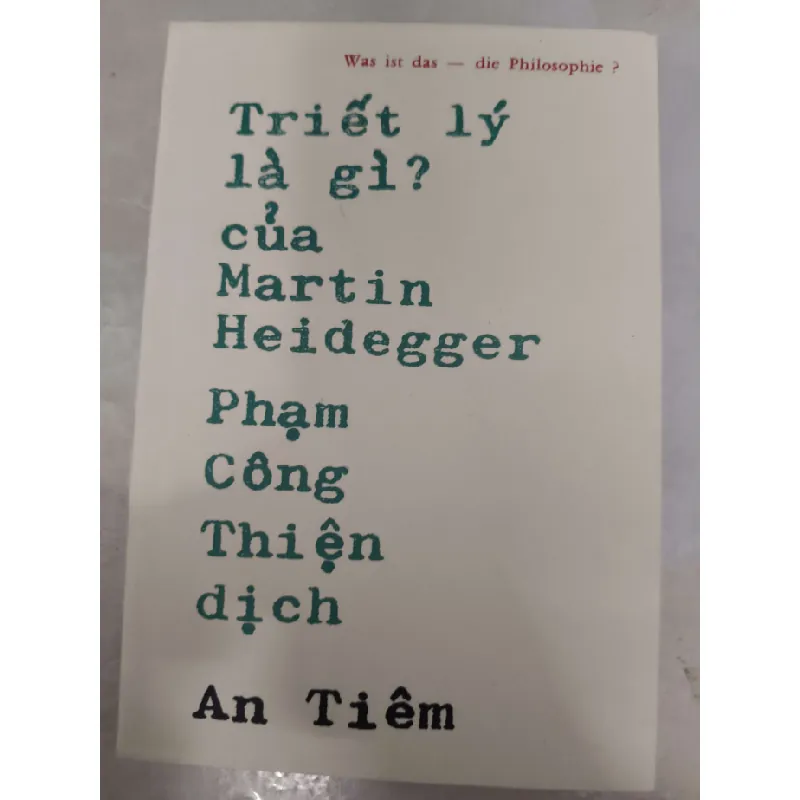 Was ist das — die Philosophie ?
Triết lý
là gì?
của
Martin
Heidegger
Phạm
Công
Thiện
dịch
An Tiêm